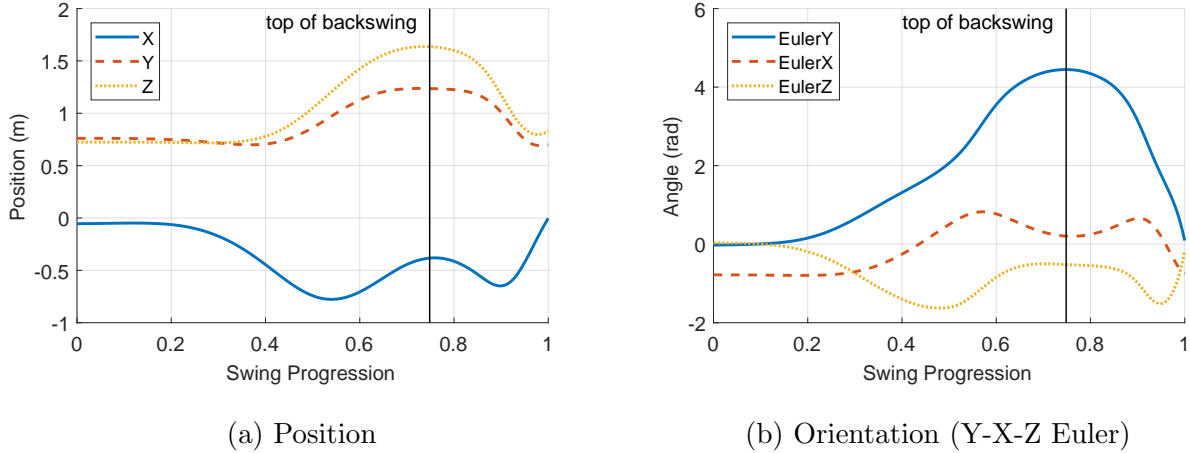 top of backswing
X
Y
Z
2
1.5
1
0.5
0
-0.5
-1
Position (m)
0 0.2 0.4 0.6 0.8 1
Swing Progression
(a) Position
top of backswing
EulerY
EulerX
EulerZ
6
4
2
0
-2
Angle (rad)
0 0.2 0.4 0.6 0.8 1
Swing Progression
(b) Orientation (Y-X-Z Euler)